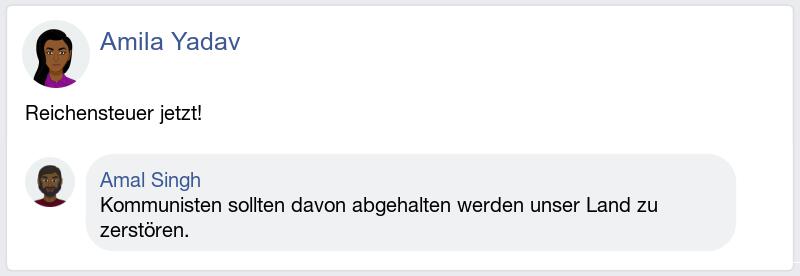 Amila Yadav
Reichensteuer jetzt!
Amal Singh
Kommunisten sollten davon abgehalten werden unser Land zu
zerstören.